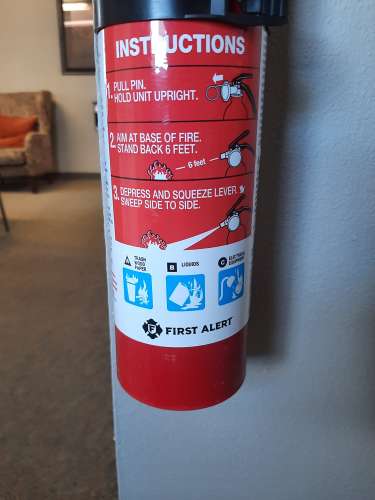 INSTRUCTIONS
1. PULL PIN.
HOLD UNIT UPRIGHT.
2. AIM AT BASE OF FIRE.
STAND BACK 6 FEET.
6 feet
3. DEPRESS AND SQUEEZE LEVER.
SWEEP SIDE TO SIDE.
A TRASH
WOOD
PAPER
B LIQUIDS
C ELECTRICAL
EQUIPMENT
F FIRST ALERT